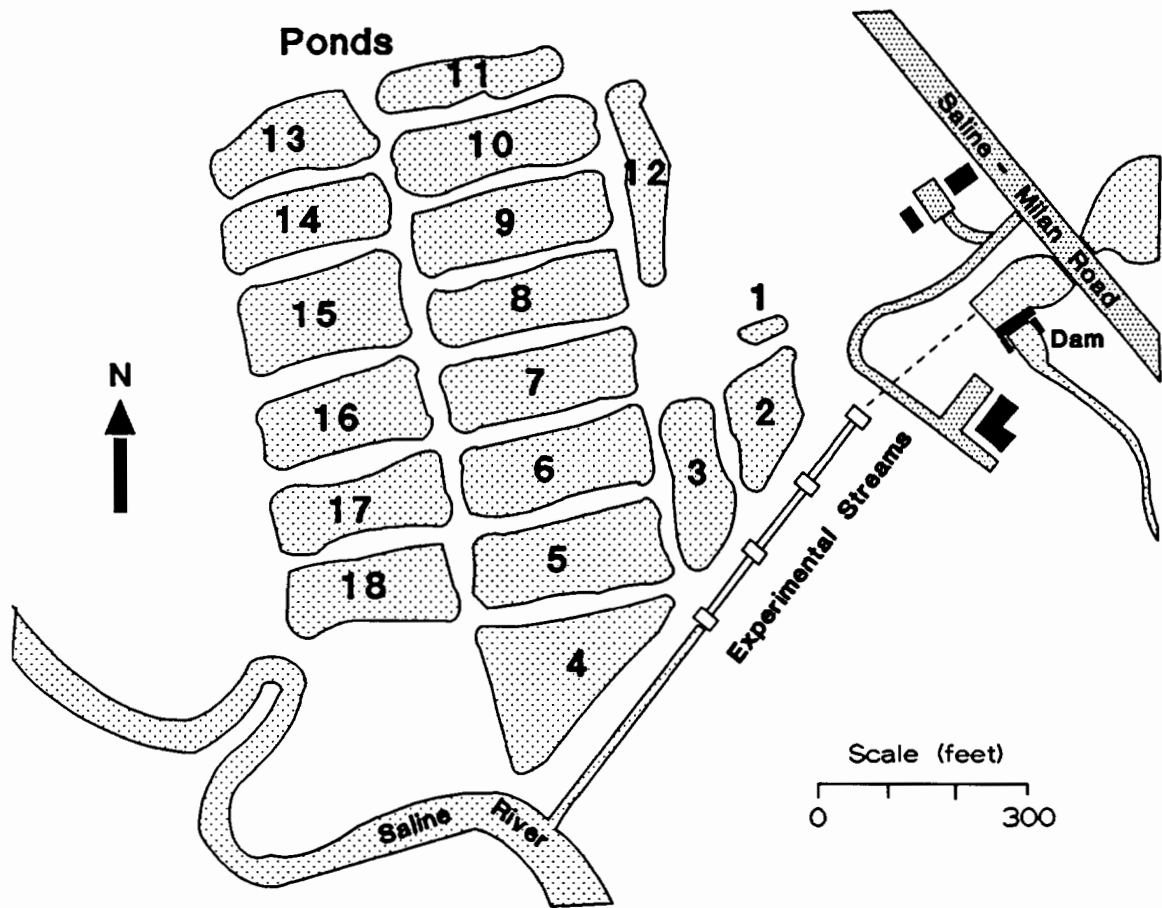 Ponds
11
13
10
12
14
9
15
8
1
7
16
2
6
3
17
5
18
4
N
Saline - Milan Road
Dam
Experimental Streams
Saline River
Scale (feet)
0 300